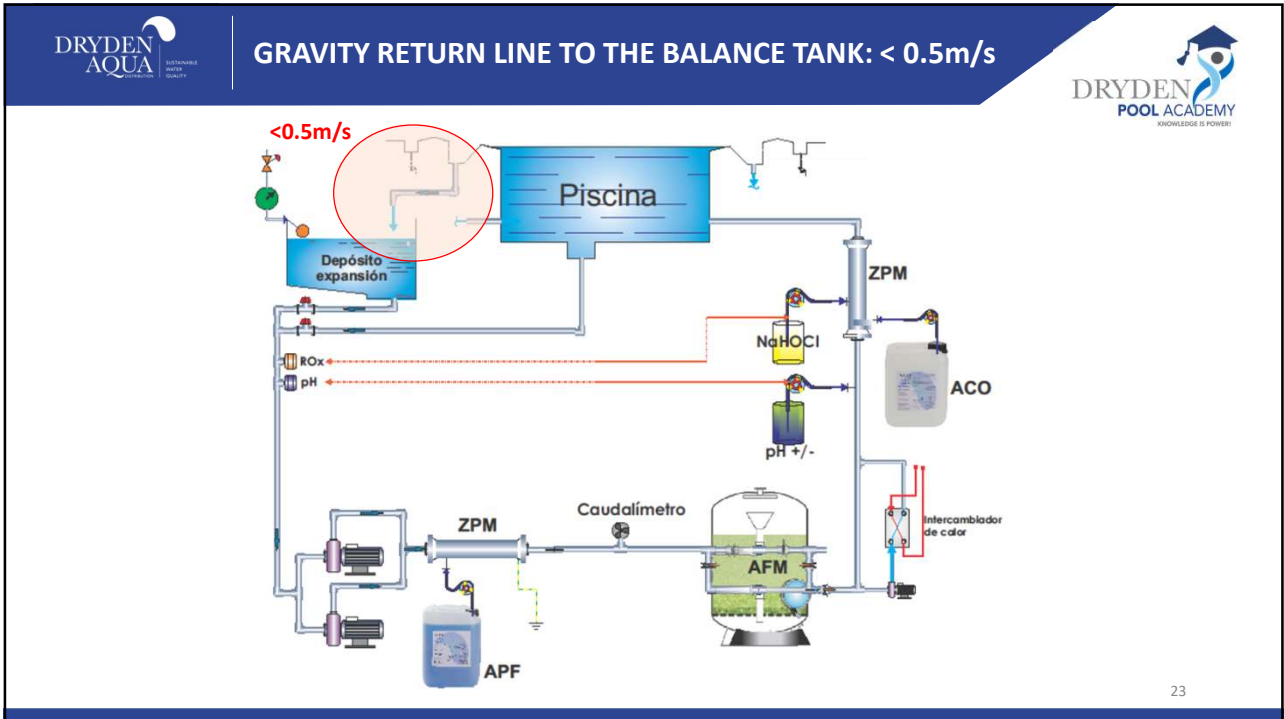 DRYDEN
AQUA
DISTRIBUTION
SUSTAINABLE
WATER
QUALITY
GRAVITY RETURN LINE TO THE BALANCE TANK: < 0.5m/s
DRYDEN
POOL ACADEMY
KNOWLEDGE IS POWER!
<0.5m/s
Piscina
Depósito
expansión
ZPM
NaHOCl
ROx
pH
ACO
pH +/-
Caudalímetro
ZPM
Intercambiador
de calor
AFM
APF
23